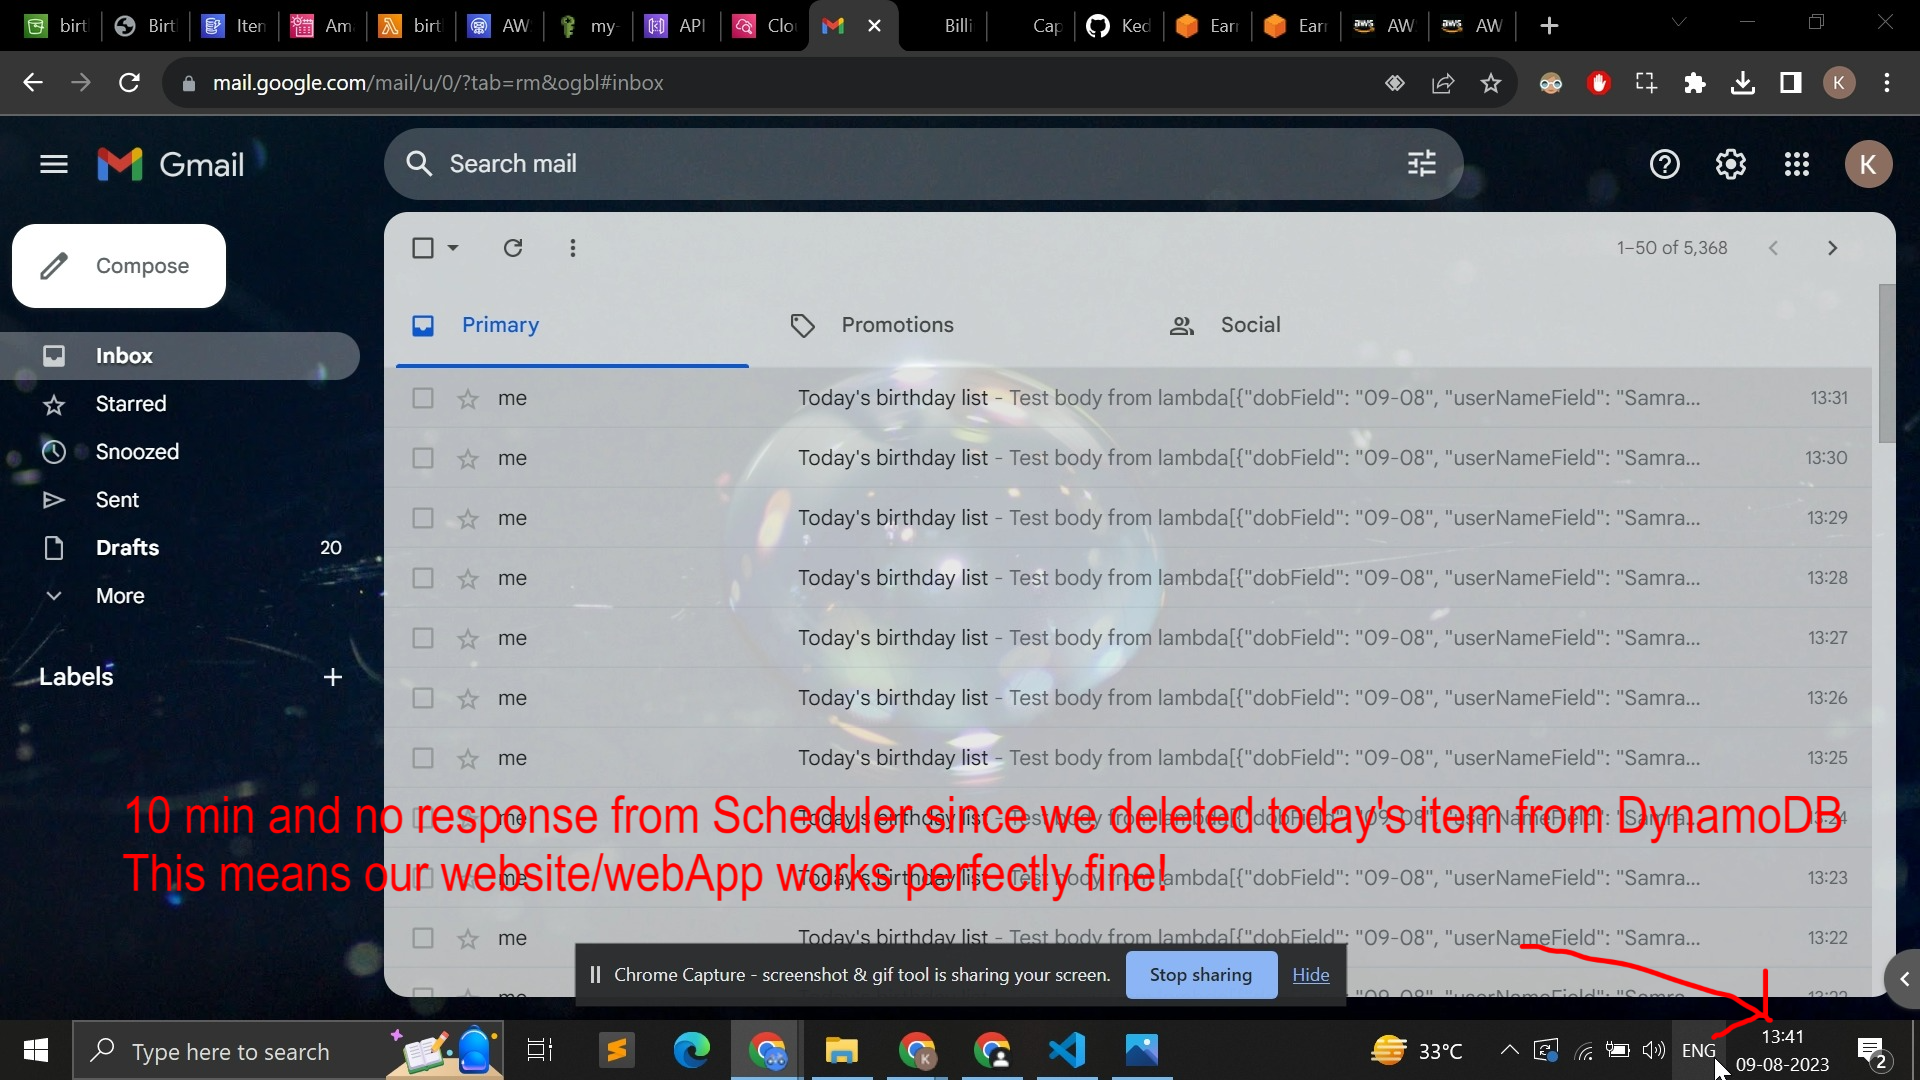 birt Birt Iten Am birt AW my- API Clo Billi Cap Ked Earr Earr AW AW
mail.google.com/mail/u/0/?tab=rm&ogbl#inbox K
Gmail Search mail K
Compose 1–50 of 5,368
Primary Promotions Social
Inbox
Starred
Snoozed
Sent
Drafts 20
More
Labels
me Today's birthday list - Test body from lambda[{"dobField": "09-08", "userNameField": "Samra... 13:31
me Today's birthday list - Test body from lambda[{"dobField": "09-08", "userNameField": "Samra... 13:30
me Today's birthday list - Test body from lambda[{"dobField": "09-08", "userNameField": "Samra... 13:29
me Today's birthday list - Test body from lambda[{"dobField": "09-08", "userNameField": "Samra... 13:28
me Today's birthday list - Test body from lambda[{"dobField": "09-08", "userNameField": "Samra... 13:27
me Today's birthday list - Test body from lambda[{"dobField": "09-08", "userNameField": "Samra... 13:26
me Today's birthday list - Test body from lambda[{"dobField": "09-08", "userNameField": "Samra... 13:25
10 min and no response from Scheduler since we deleted today's item from DynamoDB
me Today's birthday list - Test body from lambda[{"dobField": "09-08", "userNameField": "Samra... 13:24
This means our website/webApp works perfectly fine!
me Today's birthday list - Test body from lambda[{"dobField": "09-08", "userNameField": "Samra... 13:23
me Today's birthday list - Test body from lambda[{"dobField": "09-08", "userNameField": "Samra... 13:22
Chrome Capture - screenshot & gif tool is sharing your screen. Stop sharing Hide
Type here to search 33°C ENG 13:41
09-08-2023 2